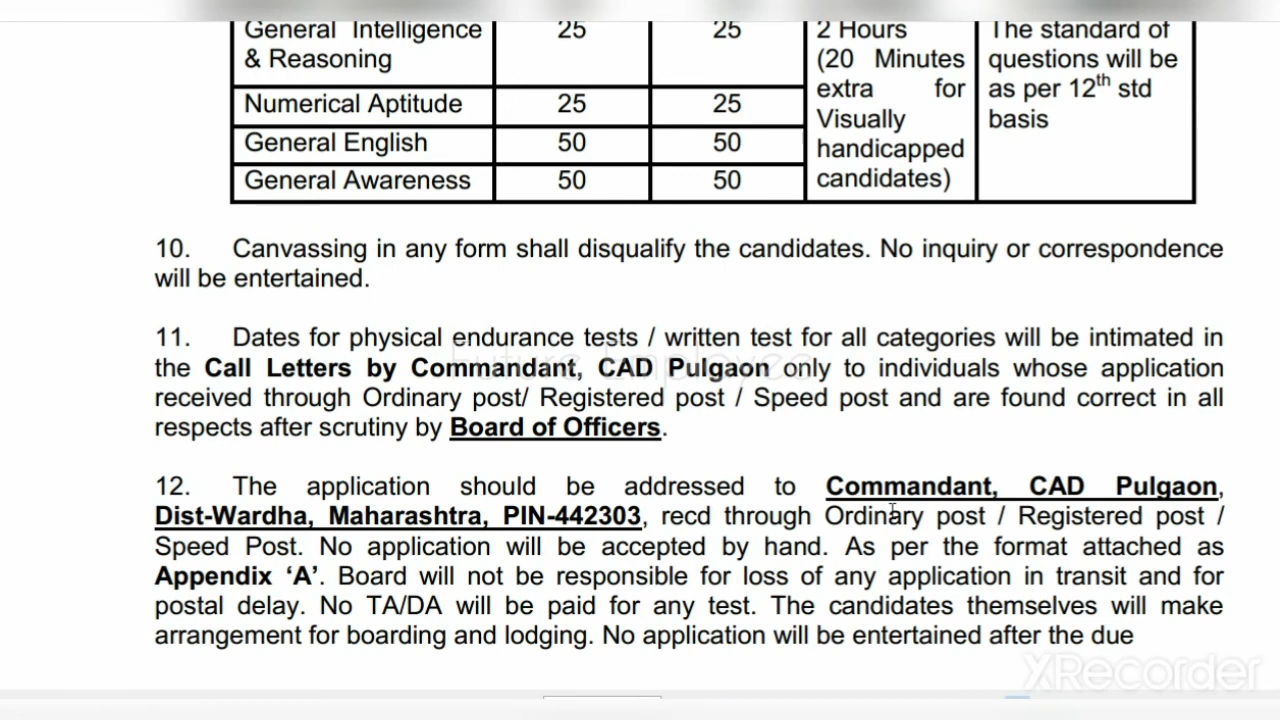 General Intelligence 25 25 2 Hours The standard of
& Reasoning (20 Minutes questions will be
extra for as per 12th std
Numerical Aptitude 25 25 Visually basis
General English 50 50 handicapped
General Awareness 50 50 candidates)
10. Canvassing in any form shall disqualify the candidates. No inquiry or correspondence
will be entertained.
11. Dates for physical endurance tests / written test for all categories will be intimated in
the Call Letters by Commandant, CAD Pulgaon only to individuals whose application
received through Ordinary post/ Registered post / Speed post and are found correct in all
respects after scrutiny by Board of Officers.
Future Employee
12. The application should be addressed to Commandant, CAD Pulgaon,
Dist-Wardha, Maharashtra, PIN-442303, recd through Ordinary post / Registered post /
Speed Post. No application will be accepted by hand. As per the format attached as
Appendix ‘A’. Board will not be responsible for loss of any application in transit and for
postal delay. No TA/DA will be paid for any test. The candidates themselves will make
arrangement for boarding and lodging. No application will be entertained after the due
XRecorder